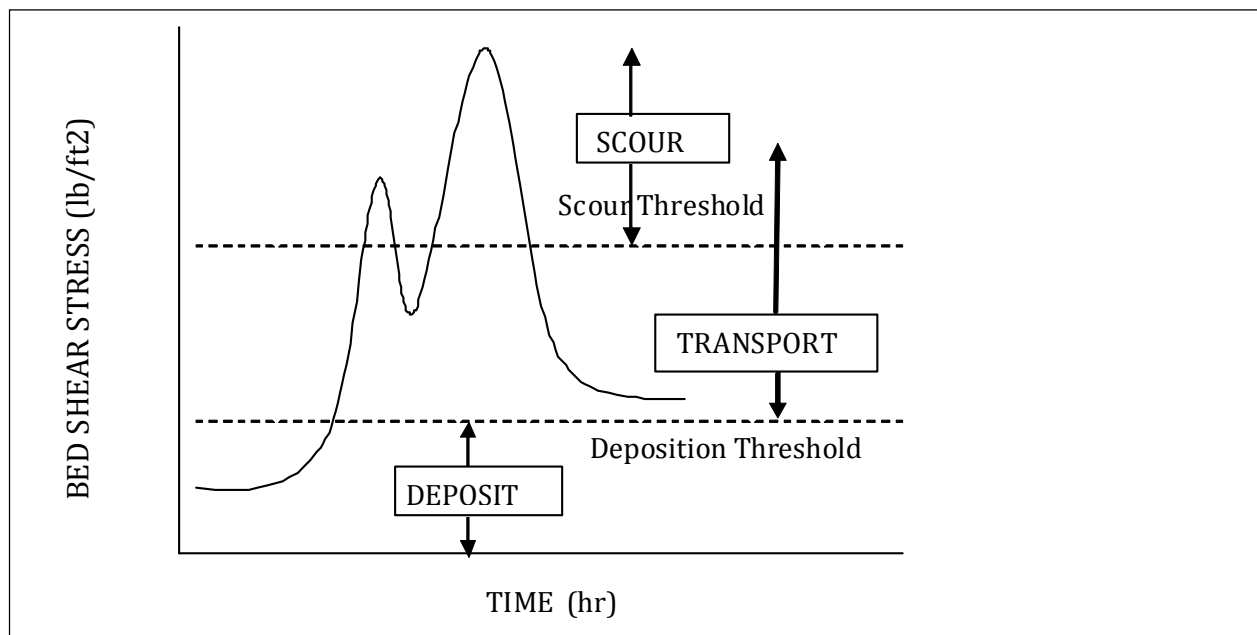 BED SHEAR STRESS (lb/ft2)
SCOUR
Scour Threshold
TRANSPORT
Deposition Threshold
DEPOSIT
TIME (hr)